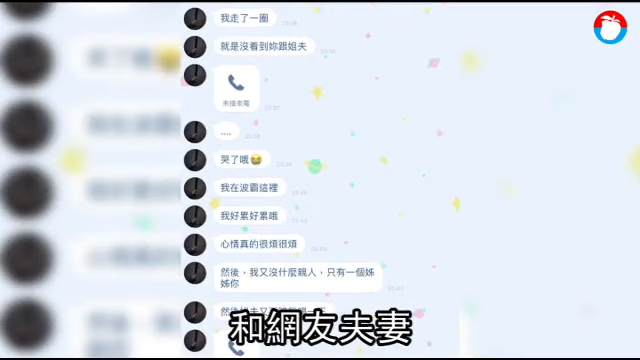 我走了一圈
就是沒看到妳跟姐夫
未接來電
....
哭了哦😭
我在波霸這裡
我好累好累哦
心情真的很煩很煩
然後，我又沒什麼親人，只有一個姊
姊你
和網友夫妻